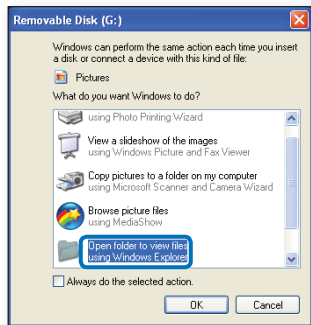 Removable Disk (G:)
Windows can perform the same action each time you insert
a disk or connect a device with this kind of file:
Pictures
What do you want Windows to do?
using Photo Printing Wizard
View a slideshow of the images
using Windows Picture and Fax Viewer
Copy pictures to a folder on my computer
using Microsoft Scanner and Camera Wizard
Browse picture files
using MediaShow
Open folder to view files
using Windows Explorer
Always do the selected action.
OK
Cancel